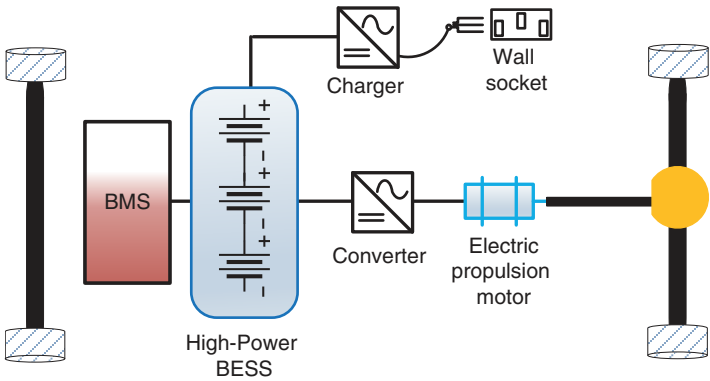 Charger
Wall
socket
+
−
+
−
+
−
BMS
Converter
Electric
propulsion
motor
High-Power
BESS